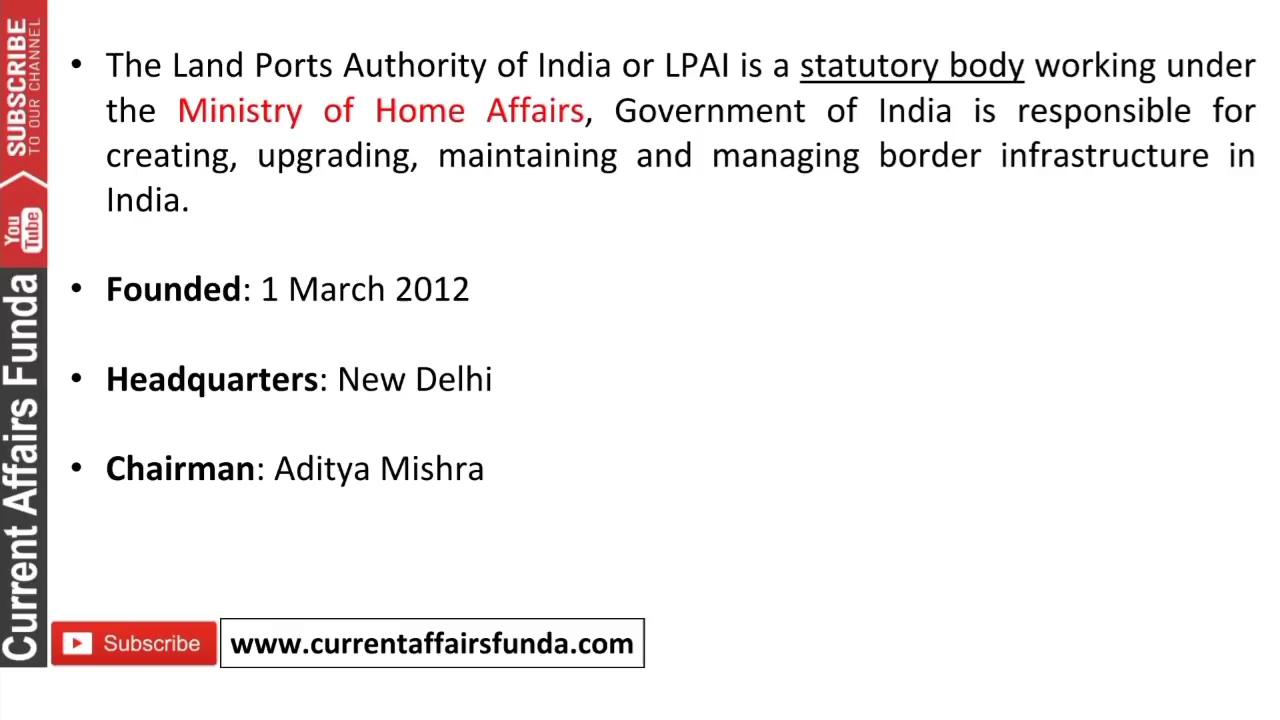 • The Land Ports Authority of India or LPAI is a statutory body working under
the Ministry of Home Affairs, Government of India is responsible for
creating, upgrading, maintaining and managing border infrastructure in
India.
• Founded: 1 March 2012
• Headquarters: New Delhi
• Chairman: Aditya Mishra
SUBSCRIBE
TO OUR CHANNEL
You
Tube
Current Affairs Funda
Subscribe
www.currentaffairsfunda.com